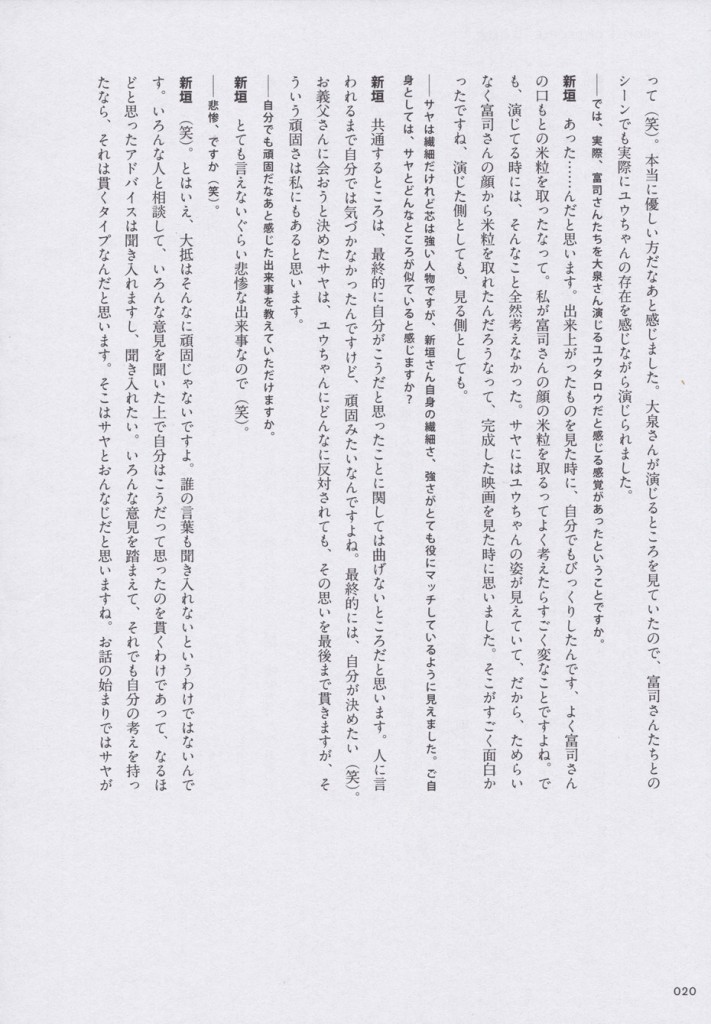 って（笑）。本当に優しい方だなあと感じました。大泉さんが演じるところを見ていたので、富司さんたちとの
シーンでも実際にユウちゃんの存在を感じながら演じられました。
――では、実際、富司さんたちを大泉さん演じるユウタロウだと感じる感覚があったということですか。
新垣　あった……んだと思います。出来上がったものを見た時に、自分でもびっくりしたんです、よく富司さん
の口もとの米粒を取ったなって。私が富司さんの顔の米粒を取るってよく考えたらすごく変なことですよね。で
も、演じてる時には、そんなこと全然考えなかった。サヤにはユウちゃんの姿が見えていて、だから、ためらい
なく富司さんの顔から米粒を取れたんだろうなって、完成した映画を見た時に思いました。そこがすごく面白か
ったですね、演じた側としても、見る側としても。
――サヤは繊細だけれど芯は強い人物ですが、新垣さん自身の繊細さ、強さがとても役にマッチしているように見えました。ご自
身としては、サヤとどんなところが似ていると感じますか？
新垣　共通するところは、最終的に自分がこうだと思ったことに関しては曲げないところだと思います。人に言
われるまで自分では気づかなかったんですけど、頑固みたいなんですよね。最終的には、自分が決めたい（笑）。
お義父さんに会おうと決めたサヤは、ユウちゃんにどんなに反対されても、その思いを最後まで貫きますが、そ
ういう頑固さは私にもあると思います。
――自分でも頑固だなあと感じた出来事を教えていただけますか。
新垣　とても言えないぐらい悲惨な出来事なので（笑）。
――悲惨、ですか（笑）。
新垣　（笑）。とはいえ、大抵はそんなに頑固じゃないですよ。誰の言葉も聞き入れないというわけではないんで
す。いろんな人と相談して、いろんな意見を聞いた上で自分はこうだって思ったのを貫くわけであって、なるほ
どと思ったアドバイスは聞き入れますし、聞き入れたい。いろんな意見を踏まえて、それでも自分の考えを持っ
たなら、それは貫くタイプなんだと思います。そこはサヤとおんなじだと思いますね。お話の始まりではサヤが
020